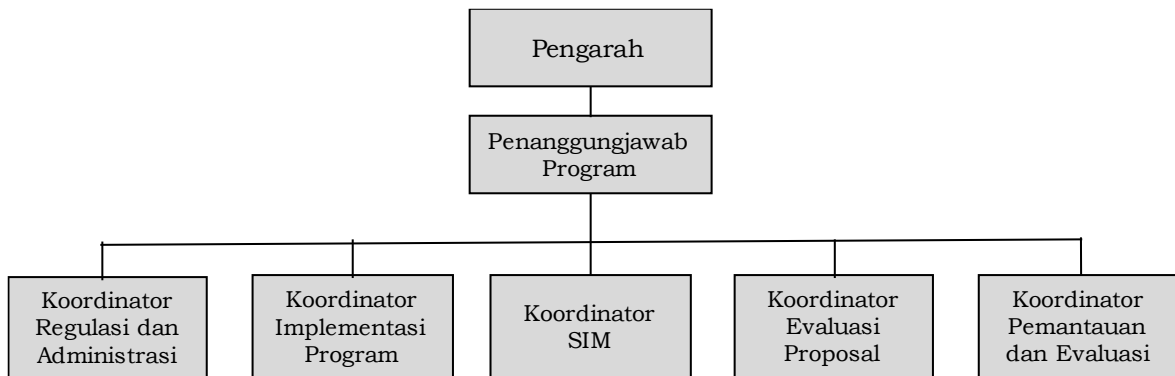 Pengarah
Penanggungjawab
Program
Koordinator
Regulasi dan
Administrasi
Koordinator
Implementasi
Program
Koordinator
SIM
Koordinator
Evaluasi
Proposal
Koordinator
Pemantauan
dan Evaluasi